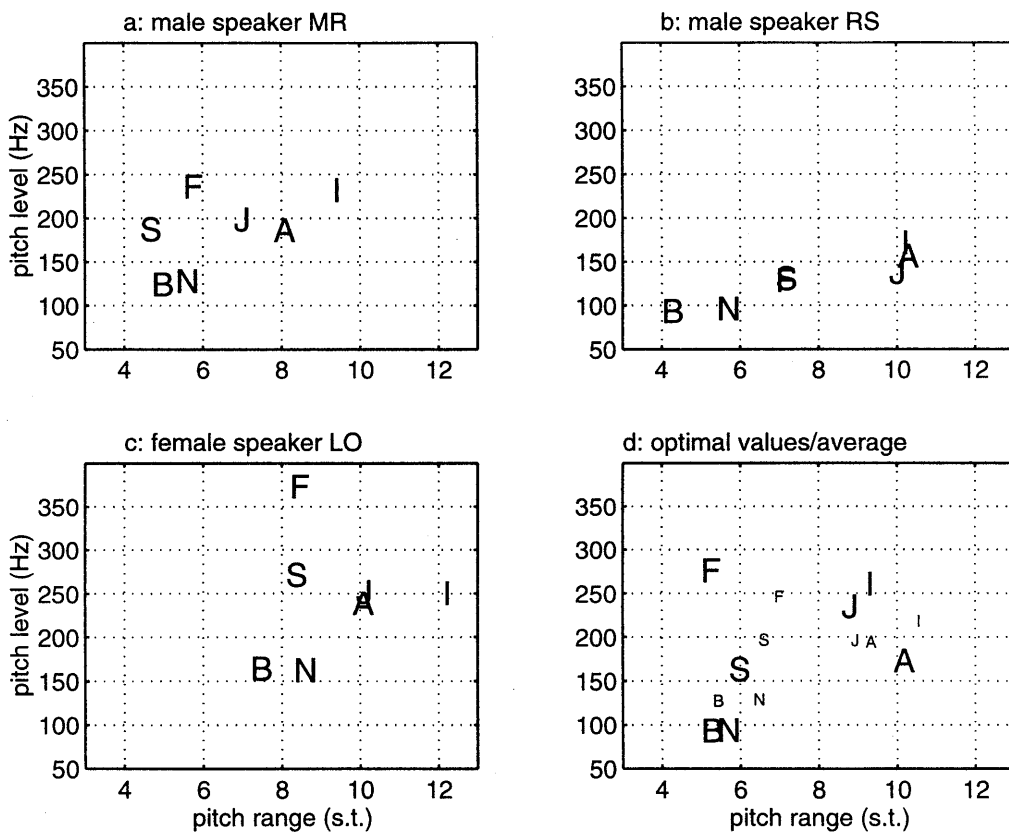 a: male speaker MR
pitch level (Hz)
350
300
250
200
150
100
50
F
I
S
J
A
B
N
4
6
8
10
12
b: male speaker RS
350
300
250
200
150
100
50
I
A
F
S
J
B
N
4
6
8
10
12
c: female speaker LO
pitch level (Hz)
350
300
250
200
150
100
50
F
S
J
I
A
B
N
4
6
8
10
12
pitch range (s.t.)
d: optimal values/average
350
300
250
200
150
100
50
F
I
F
J
I
S
J
A
S
A
B
N
B
N
4
6
8
10
12
pitch range (s.t.)